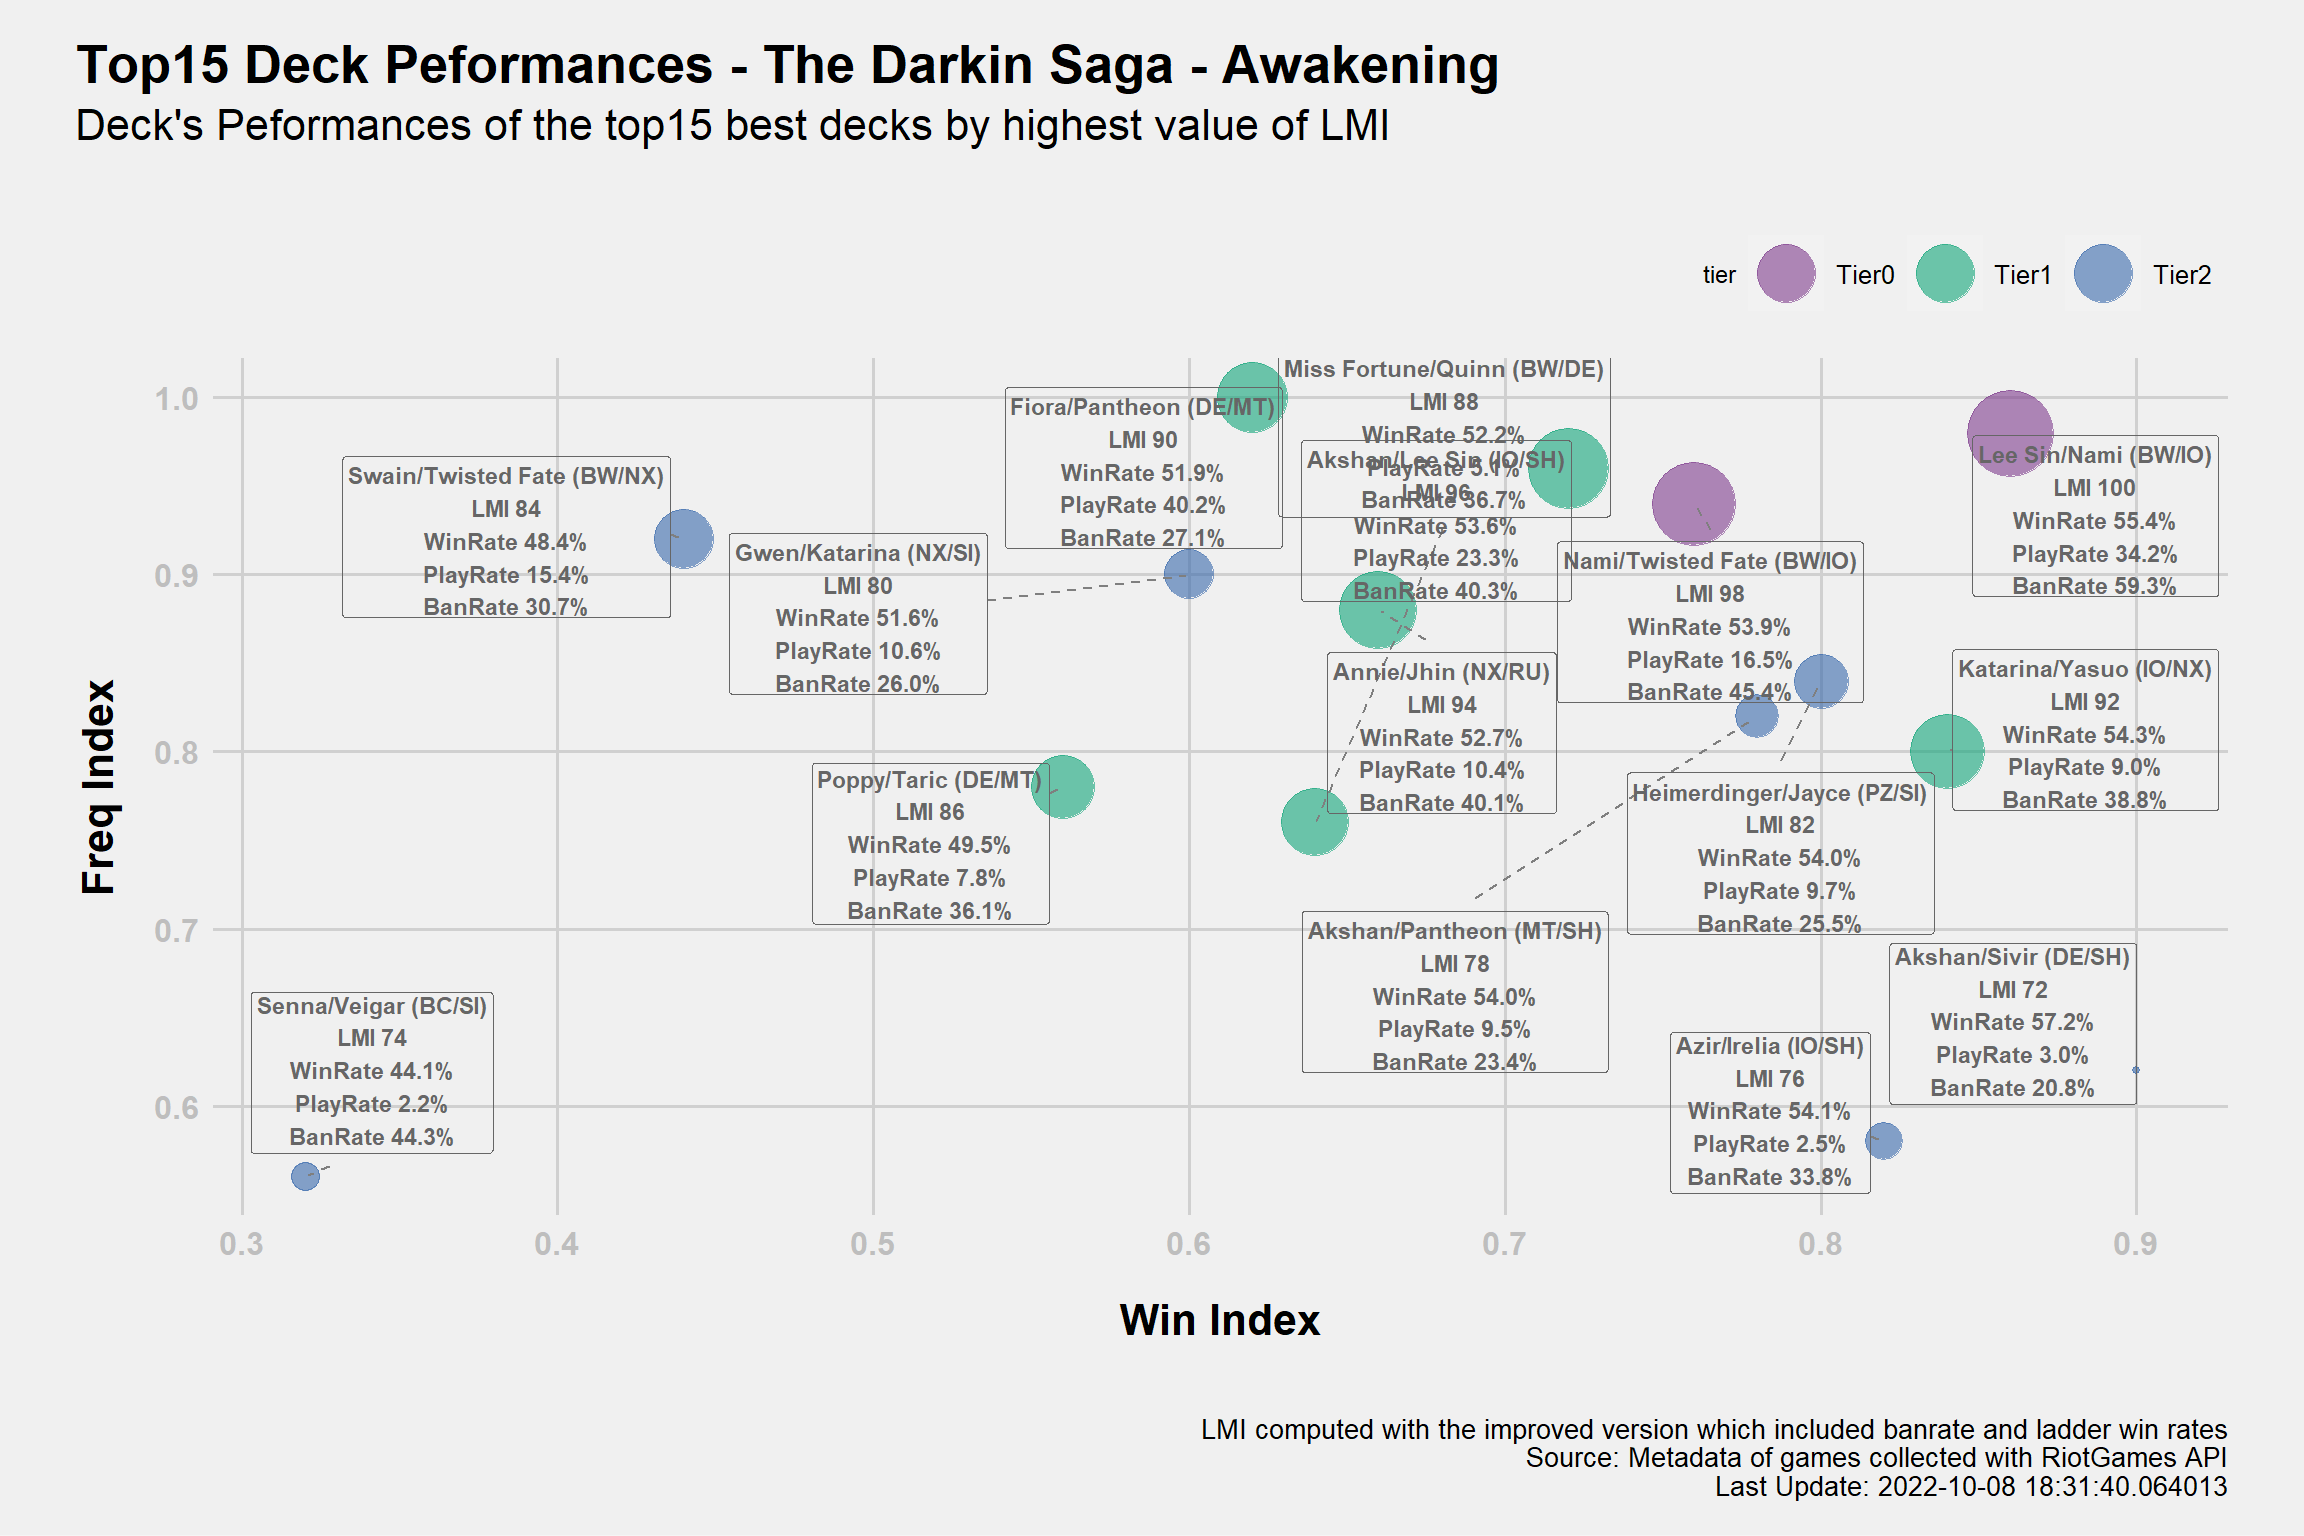 Top15 Deck Peformances - The Darkin Saga - Awakening
Deck's Peformances of the top15 best decks by highest value of LMI
tier
Tier0
Tier1
Tier2
Freq Index
1.0
0.9
0.8
0.7
0.6
Miss Fortune/Quinn (BW/DE)
LMI 88
WinRate 52.2%
PlayRate 5.1%
BanRate 36.7%
Fiora/Pantheon (DE/MT)
LMI 90
WinRate 51.9%
PlayRate 40.2%
BanRate 27.1%
Akshan/Lee Sin (IO/SH)
LMI 96
WinRate 53.6%
PlayRate 23.3%
BanRate 40.3%
Lee Sin/Nami (BW/IO)
LMI 100
WinRate 55.4%
PlayRate 34.2%
BanRate 59.3%
Swain/Twisted Fate (BW/NX)
LMI 84
WinRate 48.4%
PlayRate 15.4%
BanRate 30.7%
Gwen/Katarina (NX/SI)
LMI 80
WinRate 51.6%
PlayRate 10.6%
BanRate 26.0%
Nami/Twisted Fate (BW/IO)
LMI 98
WinRate 53.9%
PlayRate 16.5%
BanRate 45.4%
Annie/Jhin (NX/RU)
LMI 94
WinRate 52.7%
PlayRate 10.4%
BanRate 40.1%
Katarina/Yasuo (IO/NX)
LMI 92
WinRate 54.3%
PlayRate 9.0%
BanRate 38.8%
Poppy/Taric (DE/MT)
LMI 86
WinRate 49.5%
PlayRate 7.8%
BanRate 36.1%
Heimerdinger/Jayce (PZ/SI)
LMI 82
WinRate 54.0%
PlayRate 9.7%
BanRate 25.5%
Akshan/Pantheon (MT/SH)
LMI 78
WinRate 54.0%
PlayRate 9.5%
BanRate 23.4%
Akshan/Sivir (DE/SH)
LMI 72
WinRate 57.2%
PlayRate 3.0%
BanRate 20.8%
Senna/Veigar (BC/SI)
LMI 74
WinRate 44.1%
PlayRate 2.2%
BanRate 44.3%
Azir/Irelia (IO/SH)
LMI 76
WinRate 54.1%
PlayRate 2.5%
BanRate 33.8%
0.3
0.4
0.5
0.6
0.7
0.8
0.9
Win Index
LMI computed with the improved version which included banrate and ladder win rates
Source: Metadata of games collected with RiotGames API
Last Update: 2022-10-08 18:31:40.064013